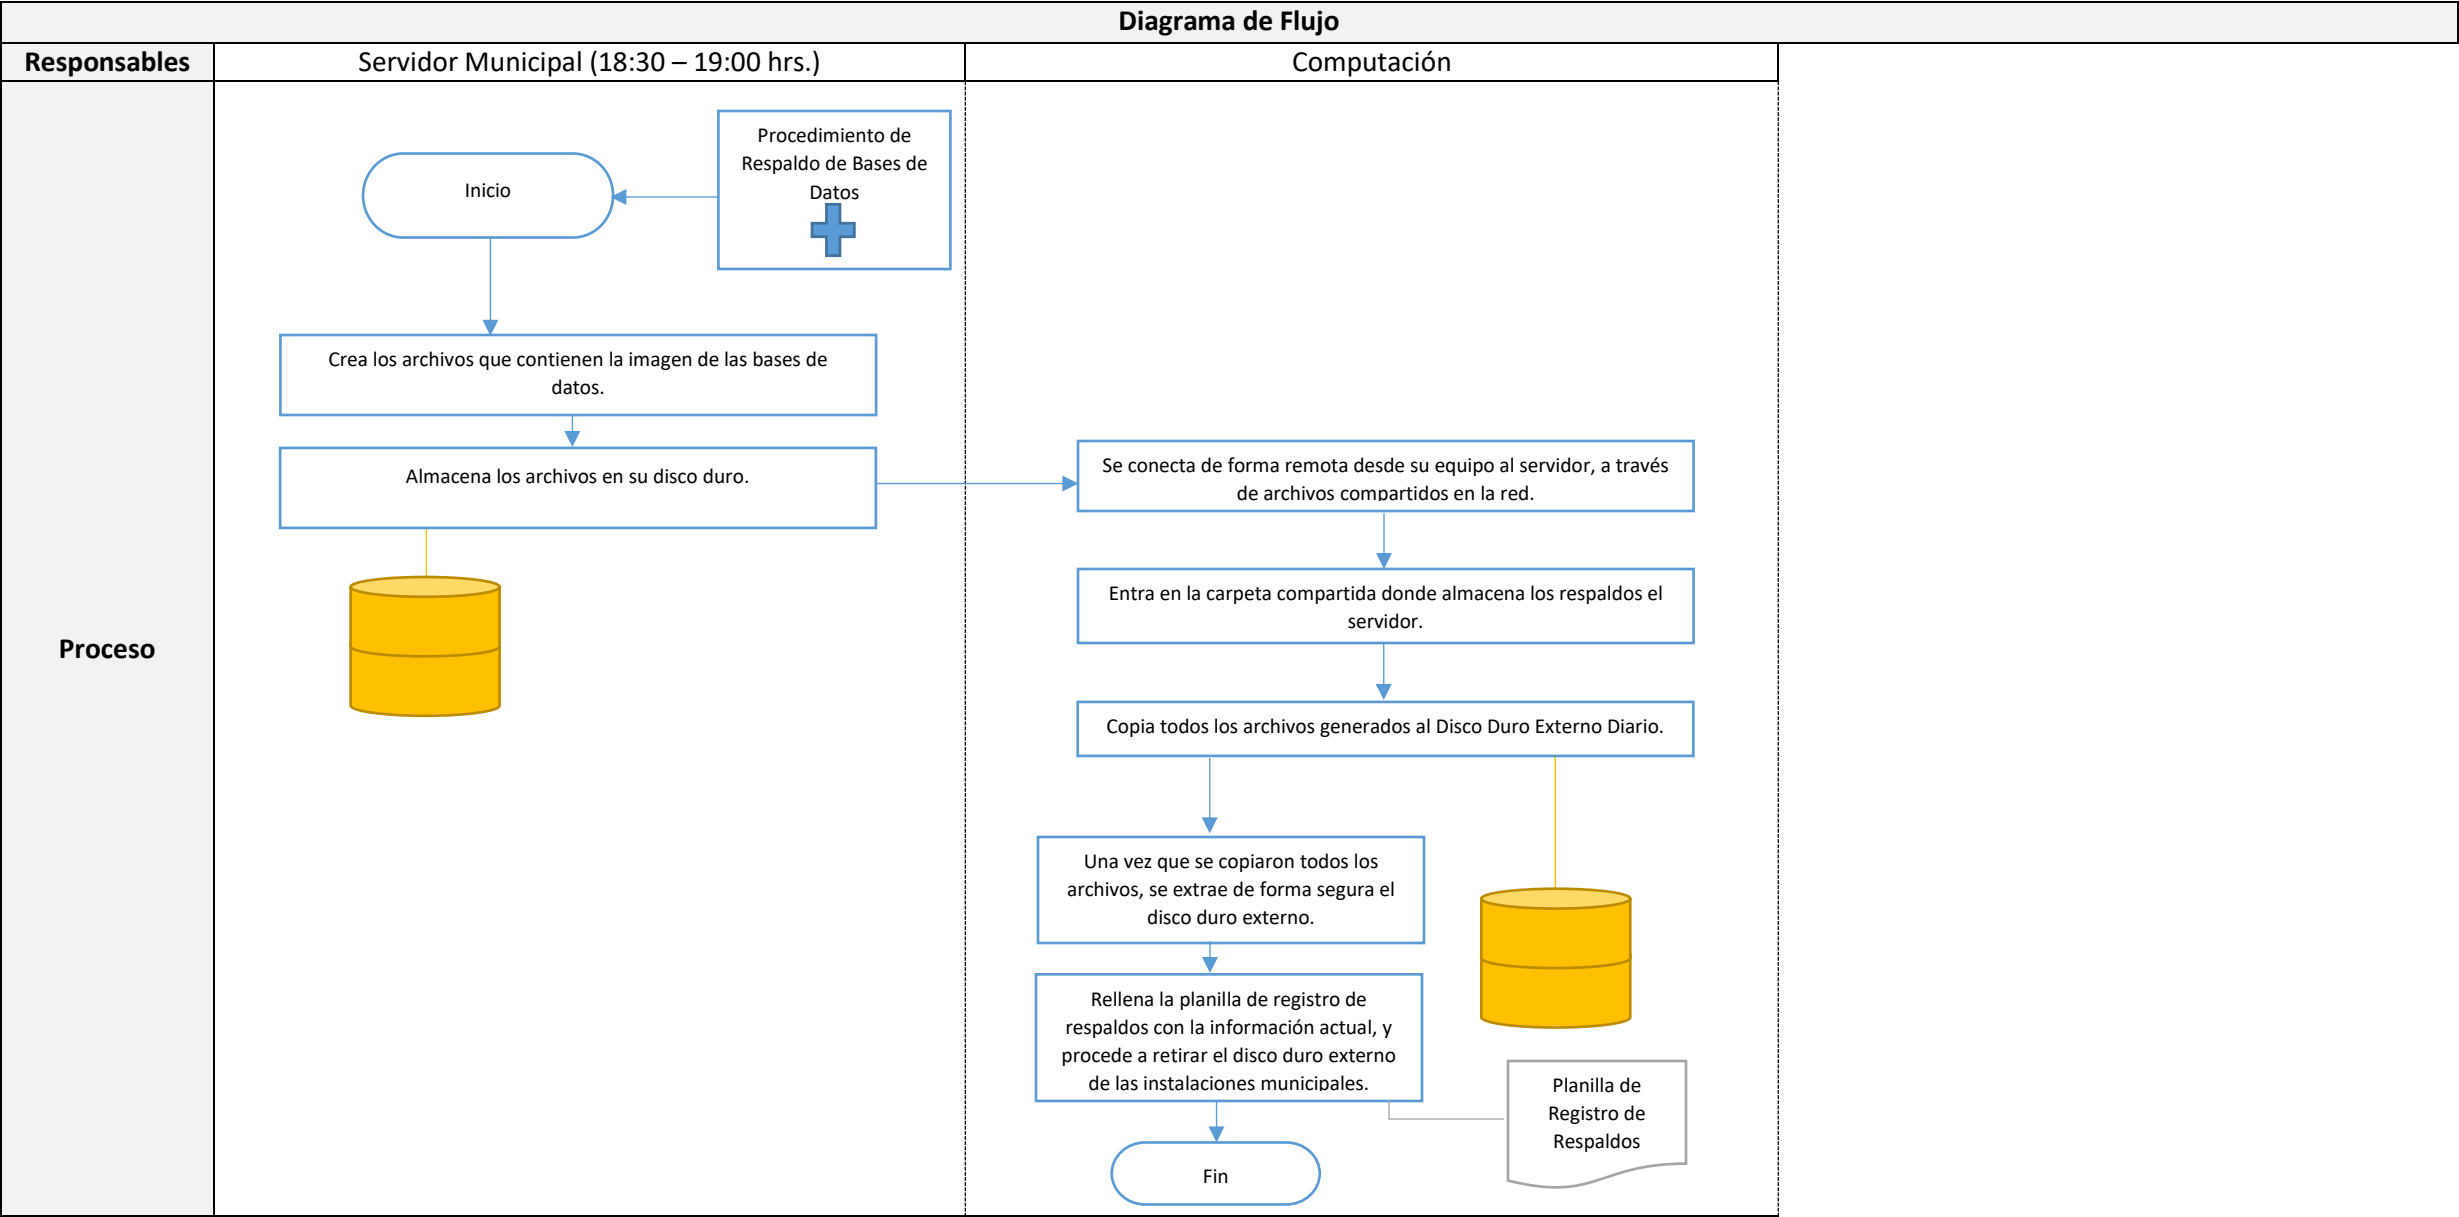 Diagrama de Flujo
Responsables
Servidor Municipal (18:30 – 19:00 hrs.)
Computación
Proceso
Procedimiento de
Respaldo de Bases de
Datos
Inicio
Crea los archivos que contienen la imagen de las bases de
datos.
Almacena los archivos en su disco duro.
Se conecta de forma remota desde su equipo al servidor, a través
de archivos compartidos en la red.
Entra en la carpeta compartida donde almacena los respaldos el
servidor.
Copia todos los archivos generados al Disco Duro Externo Diario.
Una vez que se copiaron todos los
archivos, se extrae de forma segura el
disco duro externo.
Rellena la planilla de registro de
respaldos con la información actual, y
procede a retirar el disco duro externo
de las instalaciones municipales.
Planilla de
Registro de
Respaldos
Fin